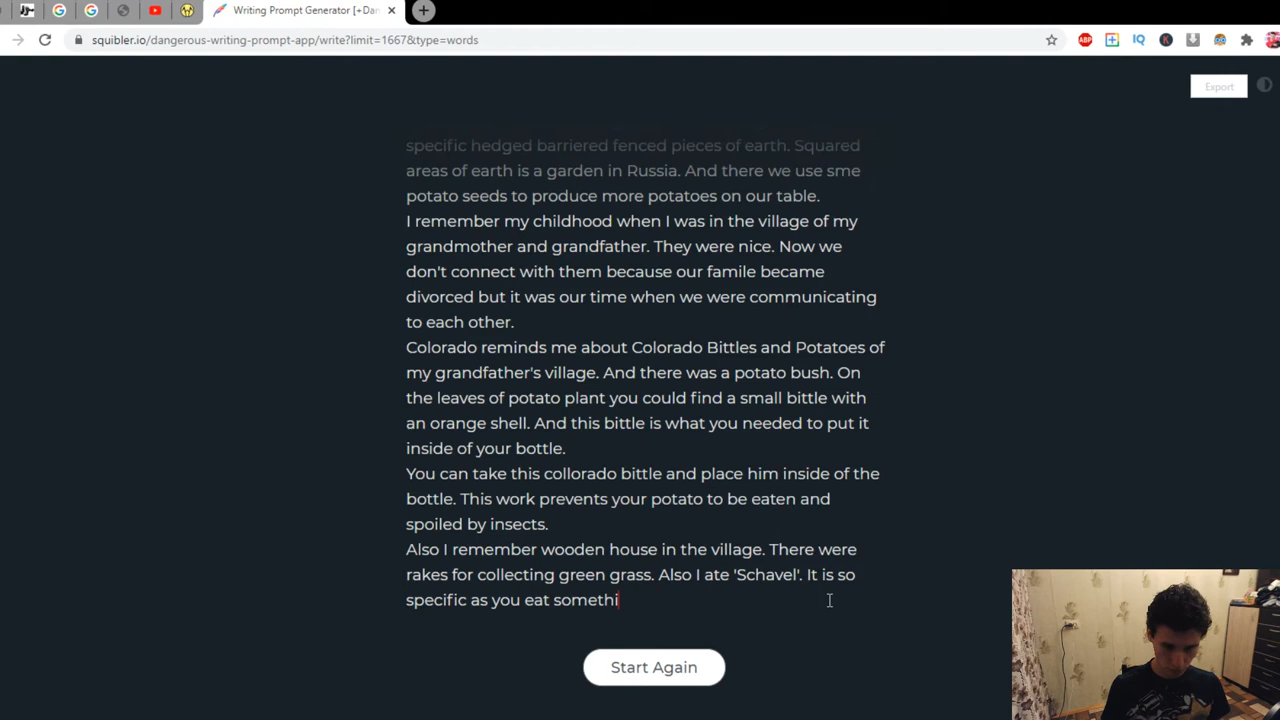 Writing Prompt Generator [+Dan
squibler.io/dangerous-writing-prompt-app/write?limit=1667&type=words
ABP
IQ
K
Export
specific hedged barriered fenced pieces of earth. Squared
areas of earth is a garden in Russia. And there we use sme
potato seeds to produce more potatoes on our table.
I remember my childhood when I was in the village of my
grandmother and grandfather. They were nice. Now we
don't connect with them because our famile became
divorced but it was our time when we were communicating
to each other.
Colorado reminds me about Colorado Bittles and Potatoes of
my grandfather's village. And there was a potato bush. On
the leaves of potato plant you could find a small bittle with
an orange shell. And this bittle is what you needed to put it
inside of your bottle.
You can take this collorado bittle and place him inside of the
bottle. This work prevents your potato to be eaten and
spoiled by insects.
Also I remember wooden house in the village. There were
rakes for collecting green grass. Also I ate 'Schavel'. It is so
specific as you eat somethi
Start Again